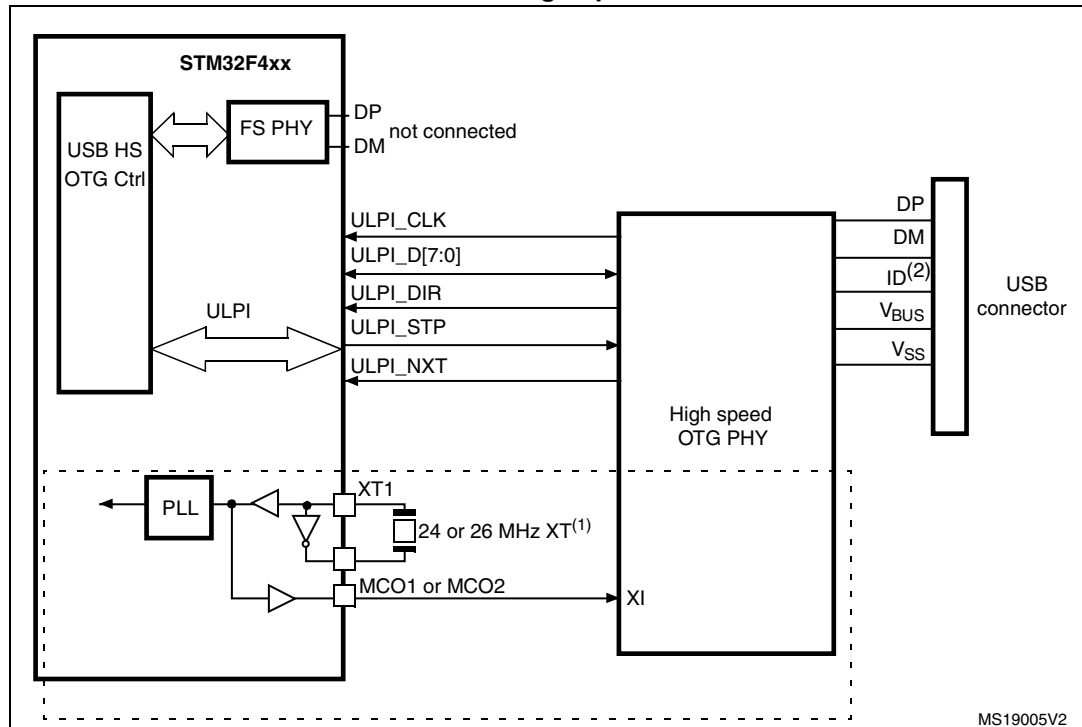 STM32F4xx
USB HS
OTG Ctrl
FS PHY
DP
DM
not connected
ULPI
ULPI_CLK
ULPI_D[7:0]
ULPI_DIR
ULPI_STP
ULPI_NXT
High speed
OTG PHY
DP
DM
ID(2)
VBUS
VSS
USB
connector
PLL
XT1
24 or 26 MHz XT(1)
MCO1 or MCO2
XI
MS19005V2